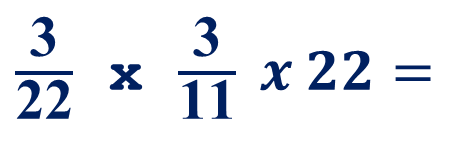 3/22 x 3/11 x 22 =